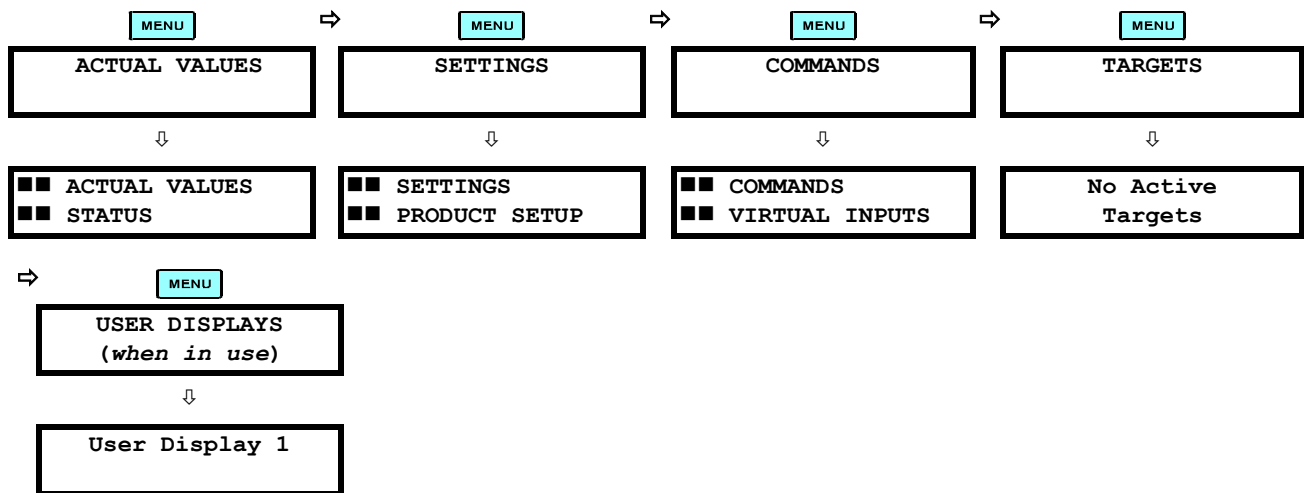 MENU
MENU
MENU
MENU
ACTUAL VALUES
SETTINGS
COMMANDS
TARGETS
ACTUAL VALUES
STATUS
SETTINGS
PRODUCT SETUP
COMMANDS
VIRTUAL INPUTS
No Active
Targets
MENU
USER DISPLAYS
(when in use)
User Display 1